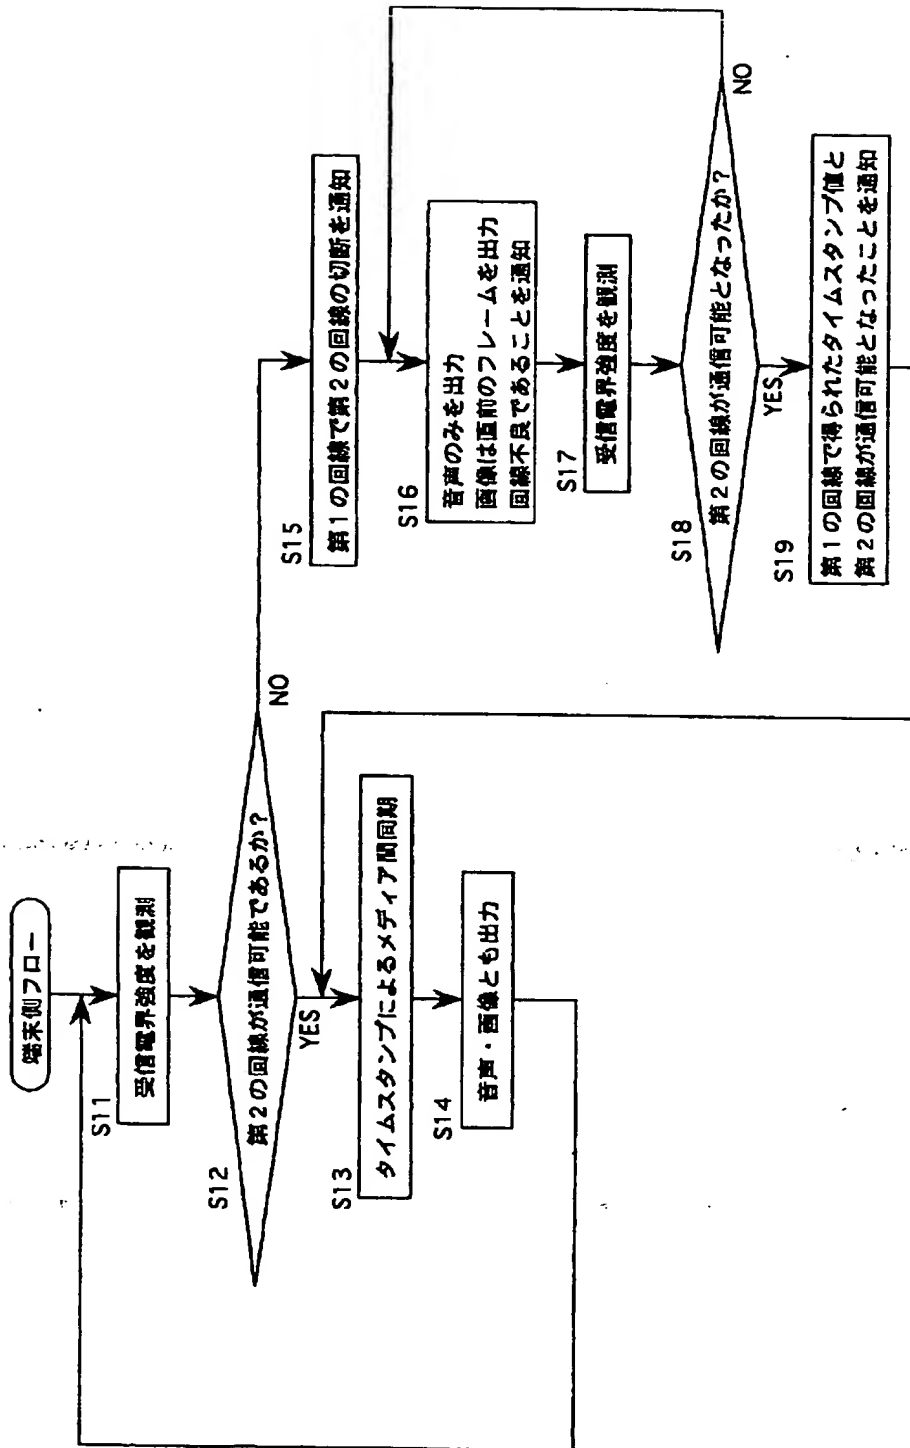 端末側フロー
S11
受信電界強度を観測
S12
第2の回線が通信可能であるか?
NO
YES
S13
タイムスタンプによるメディア間同期
S14
音声・画像とも出力
S15
第1の回線で第2の回線の切断を通知
S16
音声のみを出力
画像は直前のフレームを出力
回線不良であることを通知
S17
受信電界強度を観測
S18
第2の回線が通信可能となったか?
NO
YES
S19
第1の回線で得られたタイムスタンプ値と
第2の回線が通信可能となったことを通知